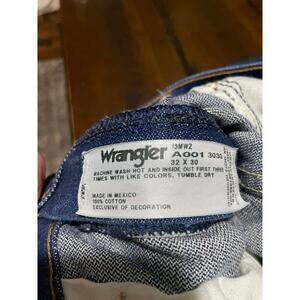 13MWZ
Wrangler A001 3030
32 X 30
MACHINE WASH HOT AND INSIDE OUT FIRST THREE
TIMES WITH LIKE COLORS, TUMBLE DRY
MADE IN MEXICO
100% COTTON
EXCLUSIVE OF DECORATION